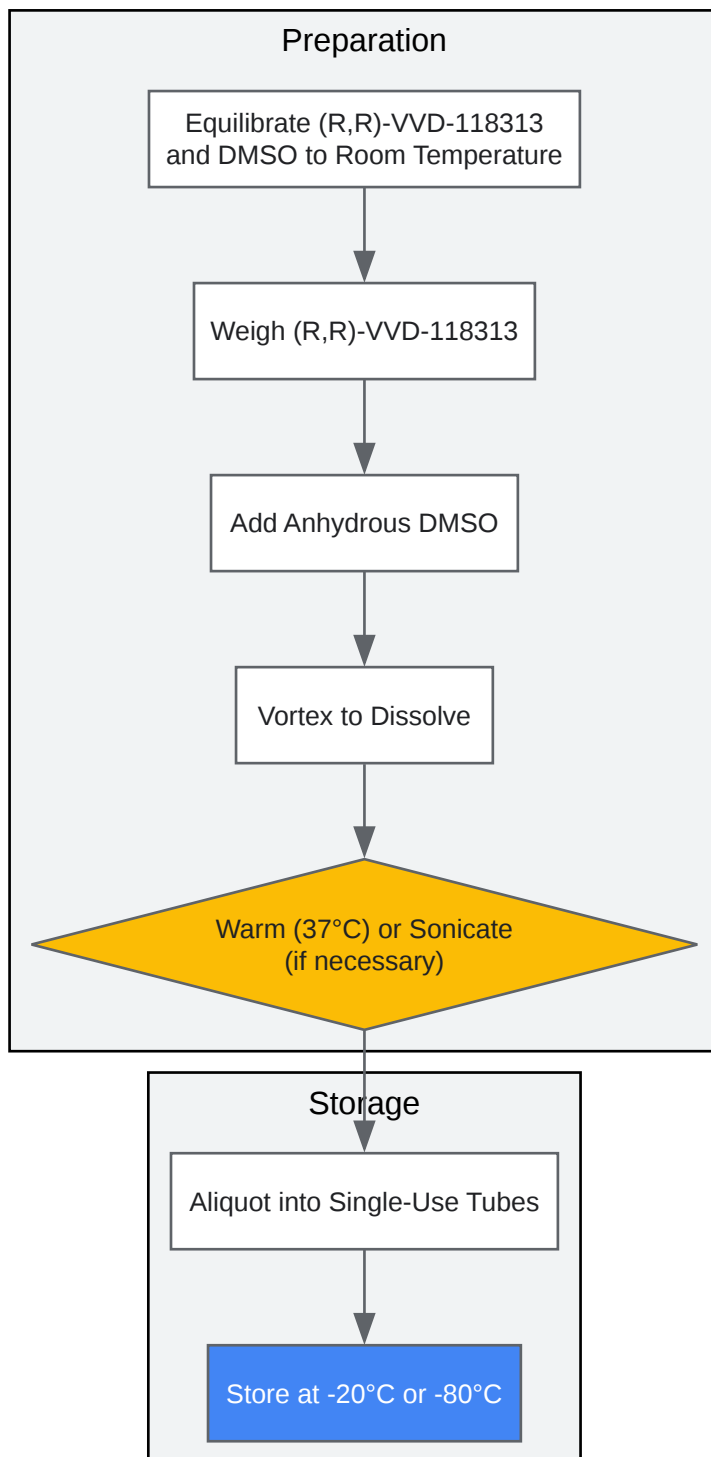 Preparation
Equilibrate (R,R)-VVD-118313
and DMSO to Room Temperature
Weigh (R,R)-VVD-118313
Add Anhydrous DMSO
Vortex to Dissolve
Warm (37°C) or Sonicate
(if necessary)
Storage
Aliquot into Single-Use Tubes
Store at -20°C or -80°C